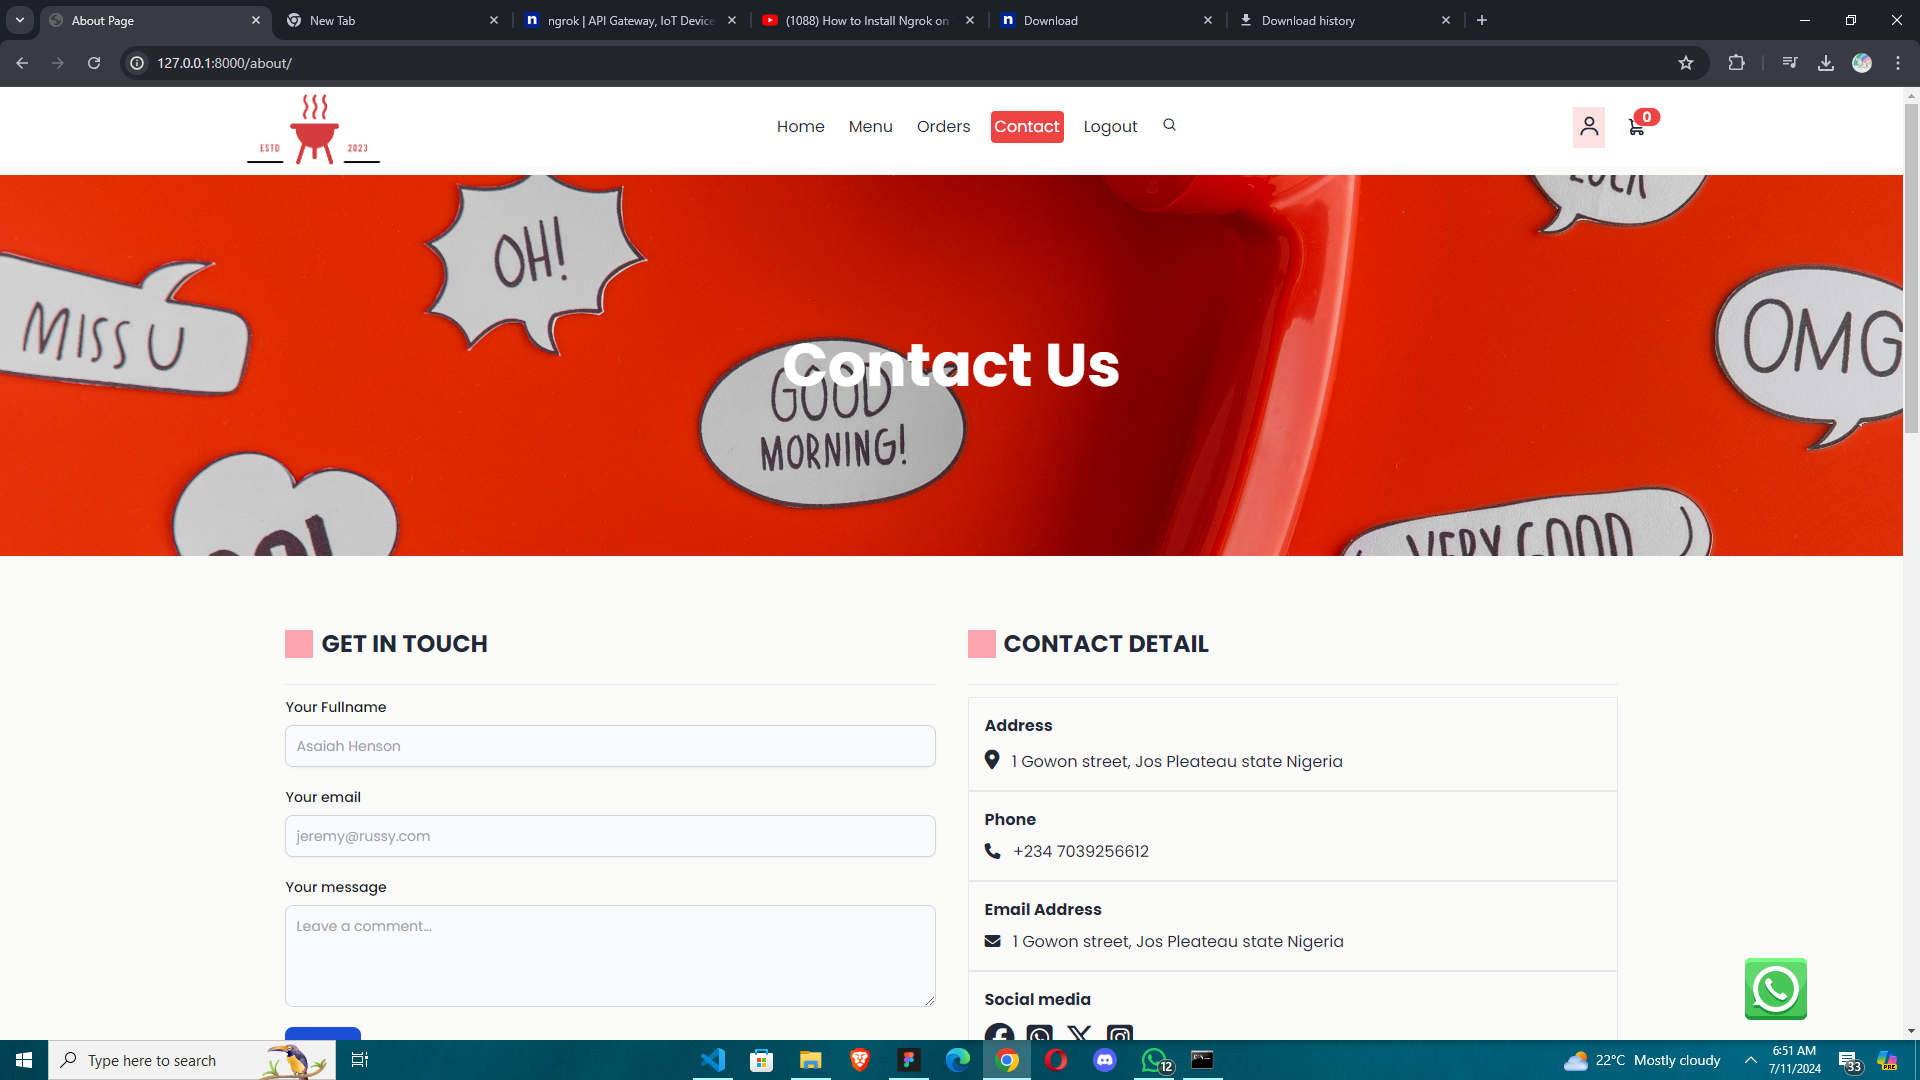 About Page
New Tab
ngrok | API Gateway, IoT Device
(1088) How to Install Ngrok on
Download
Download history
127.0.0.1:8000/about/
ESTD 2023
Home
Menu
Orders
Contact
Logout
0
MISS U
OH!
GOOD
MORNING!
Contact Us
OMG
VERY GOOD
GET IN TOUCH
Your Fullname
Asaiah Henson
Your email
jeremy@russy.com
Your message
Leave a comment...
CONTACT DETAIL
Address
1 Gowon street, Jos Pleateau state Nigeria
Phone
+234 7039256612
Email Address
1 Gowon street, Jos Pleateau state Nigeria
Social media
Type here to search
12
22°C Mostly cloudy
6:51 AM
7/11/2024
33
PRE